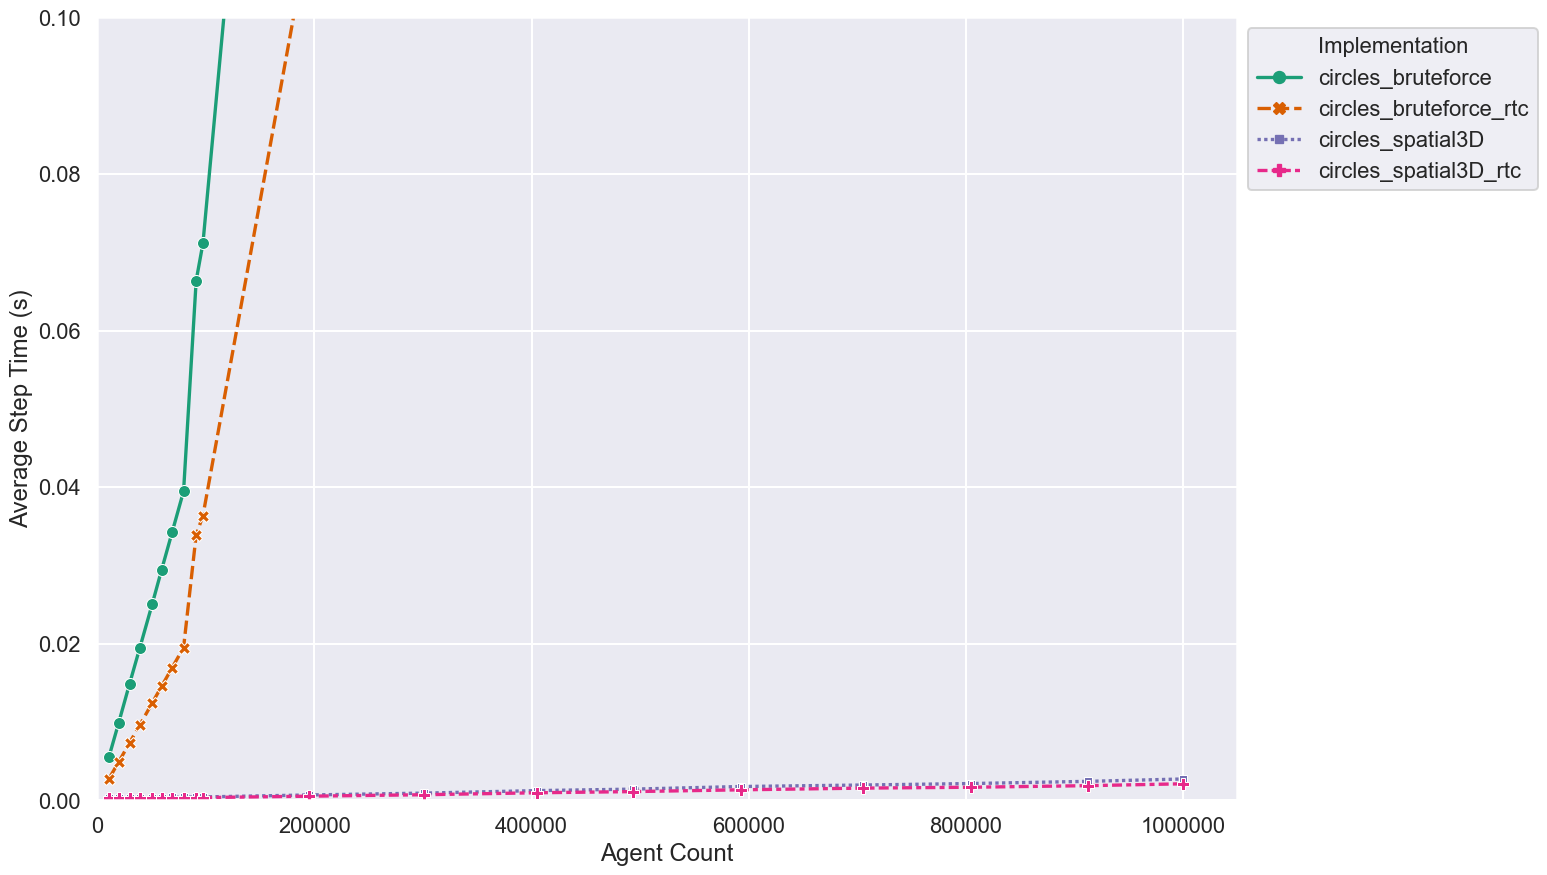 0.10
0.08
0.06
0.04
0.02
0.00
Average Step Time (s)
0 200000 400000 600000 800000 1000000
Agent Count
Implementation
circles_bruteforce
circles_bruteforce_rtc
circles_spatial3D
circles_spatial3D_rtc